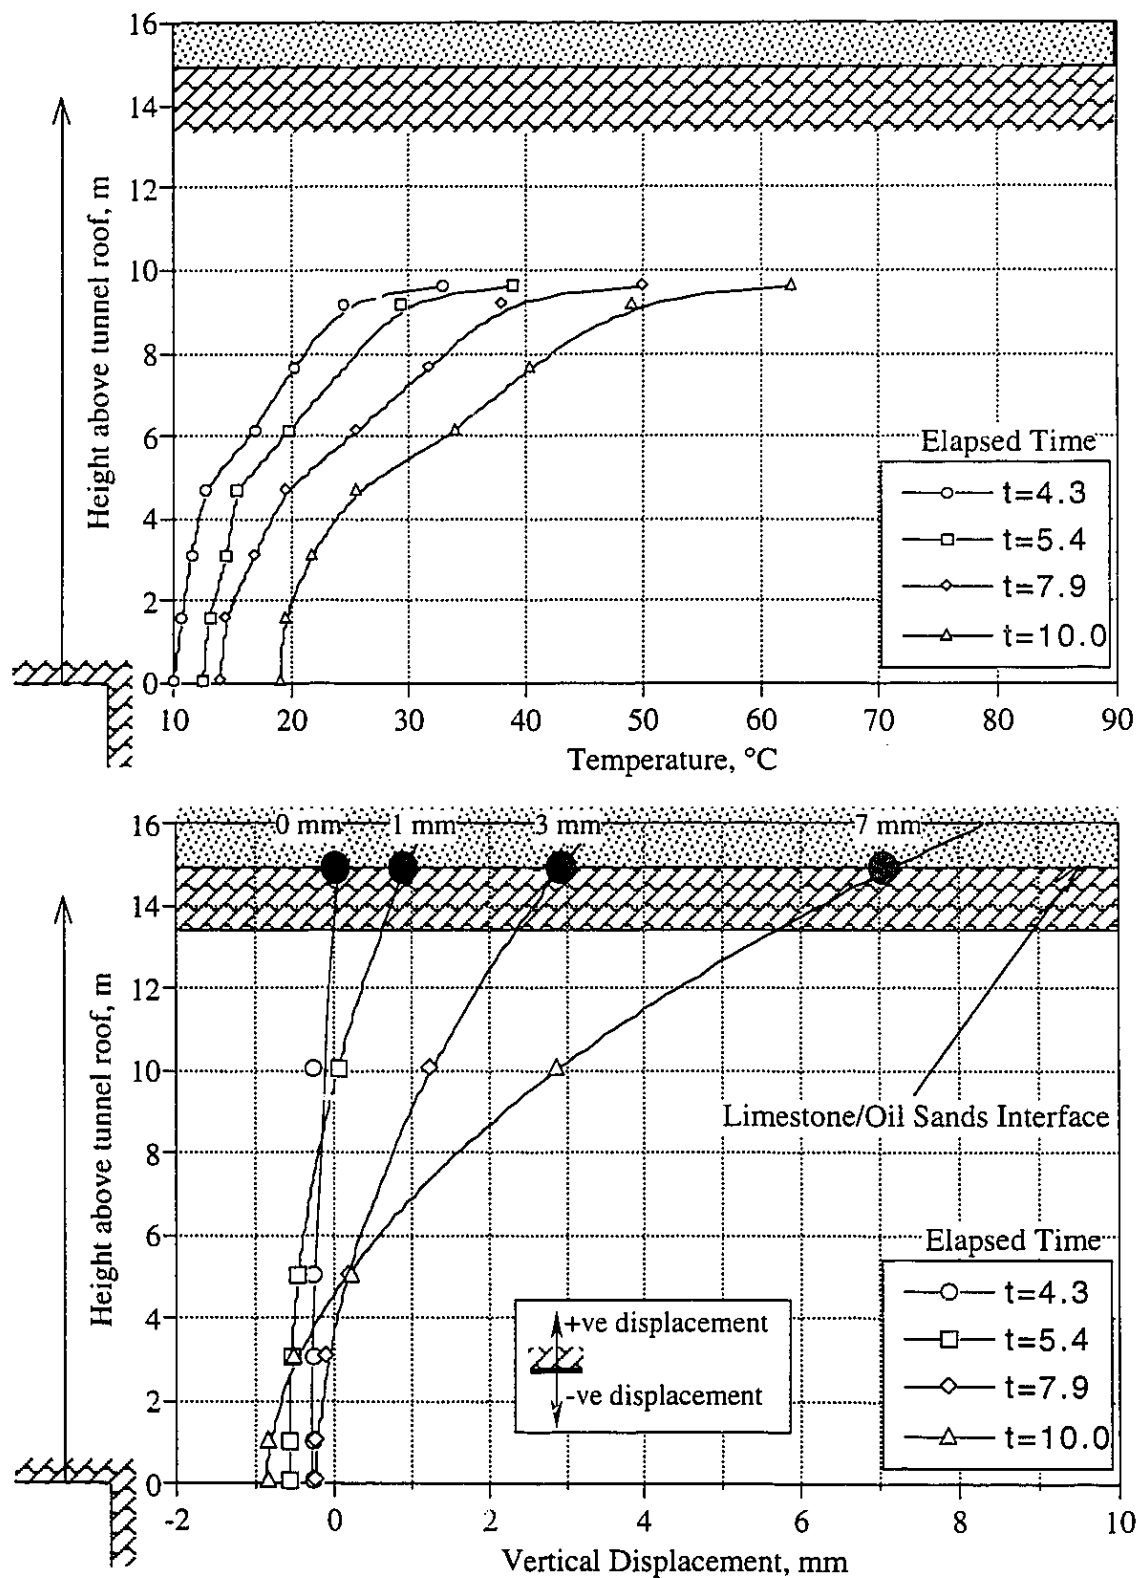 16
14
12
10
8
6
4
2
0
Height above tunnel roof, m
Elapsed Time
t=4.3
t=5.4
t=7.9
t=10.0
10 20 30 40 50 60 70 80 90
Temperature, °C
0 mm 1 mm 3 mm 7 mm
16
14
12
10
8
6
4
2
0
Height above tunnel roof, m
Limestone/Oil Sands Interface
Elapsed Time
t=4.3
t=5.4
t=7.9
t=10.0
+ve displacement
-ve displacement
-2 0 2 4 6 8 10
Vertical Displacement, mm